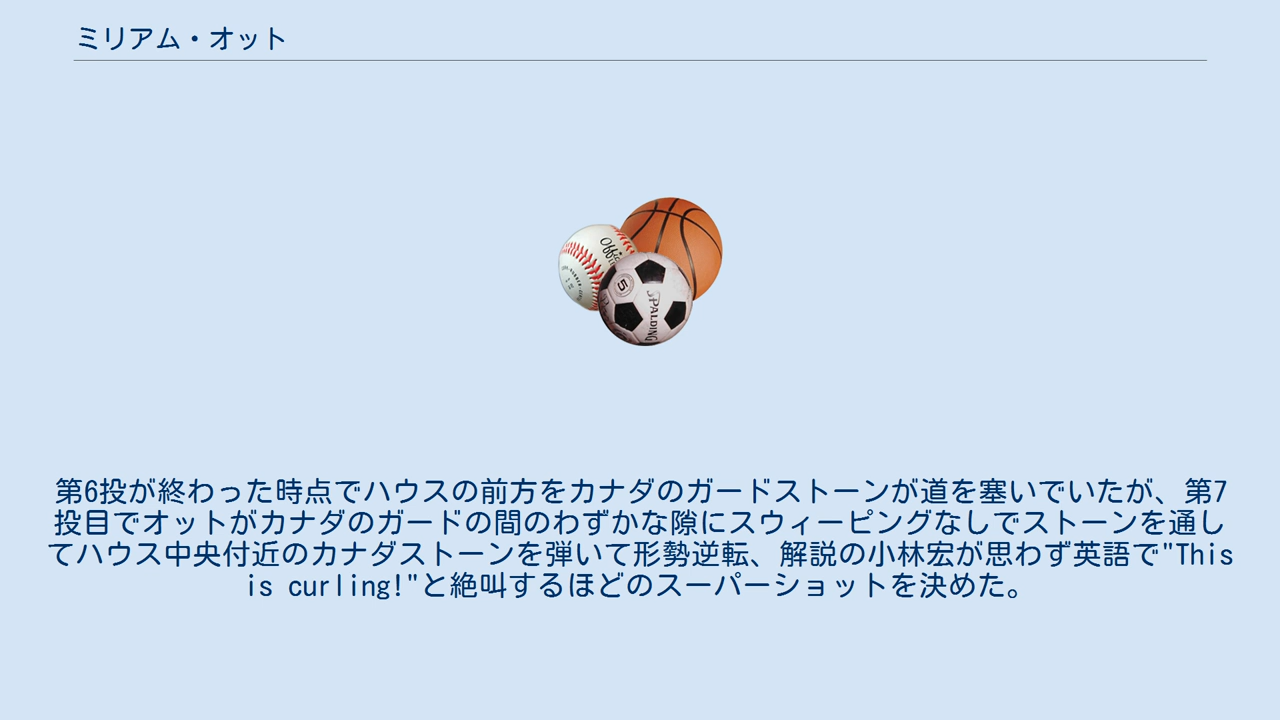 ミリアム・オット
Offic
5
SPALDING
第6投が終わった時点でハウスの前方をカナダのガードストーンが道を塞いでいたが、第7
投目でオットがカナダのガードの間のわずかな隙にスウィーピングなしでストーンを通し
てハウス中央付近のカナダストーンを弾いて形勢逆転、解説の小林宏が思わず英語で"This
is curling!"と絶叫するほどのスーパーショットを決めた。